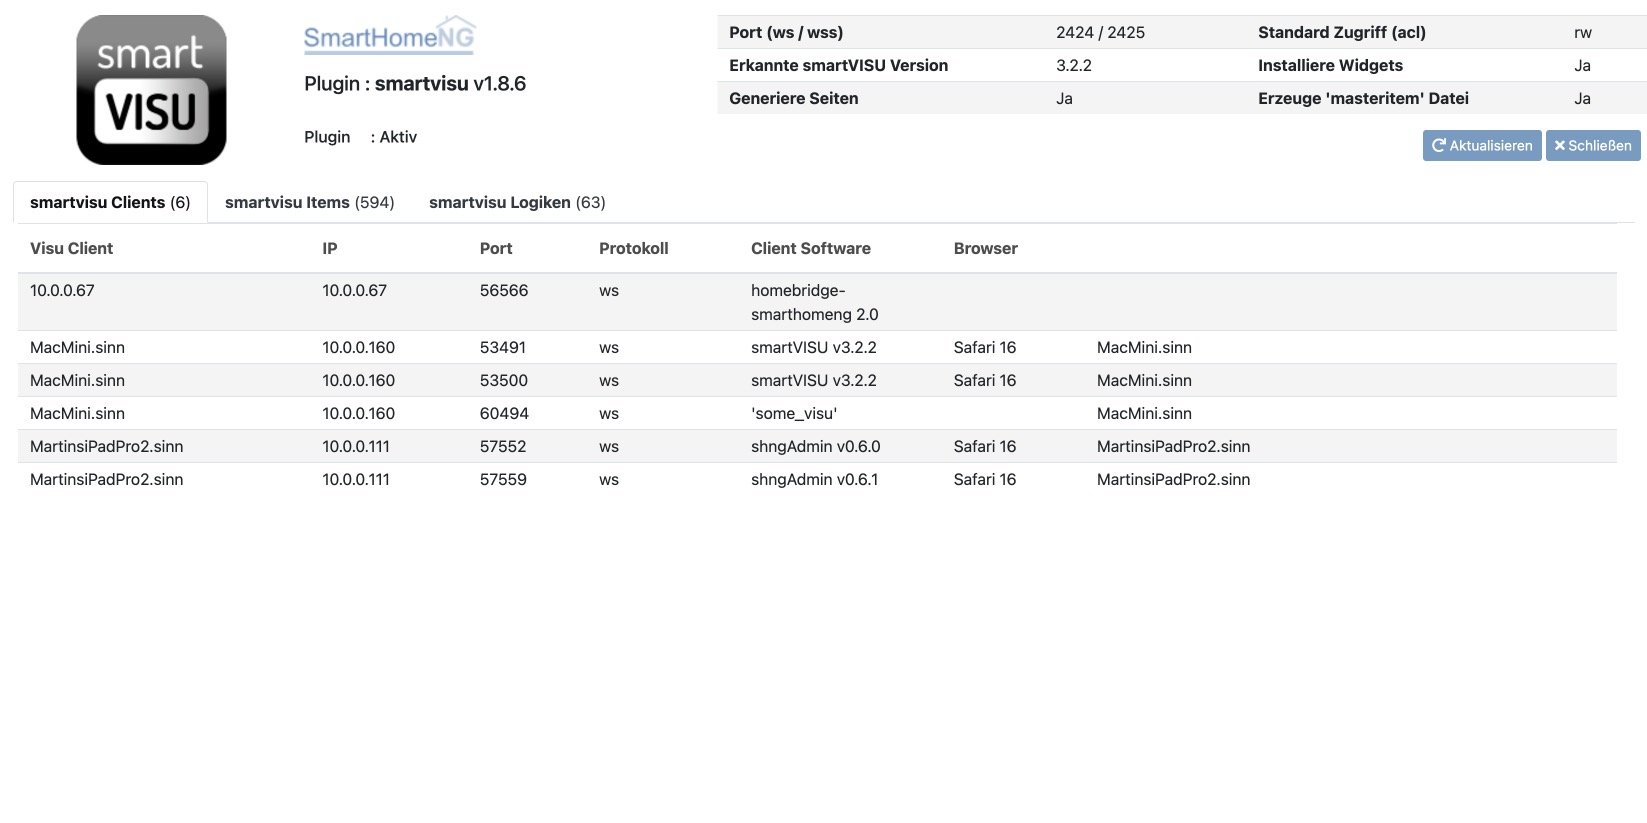 smart
VISU
SmartHomeNG
Plugin : smartvisu v1.8.6
Plugin : Aktiv
Port (ws / wss) 2424 / 2425 Standard Zugriff (acl) rw
Erkannte smartVISU Version 3.2.2 Installiere Widgets Ja
Generiere Seiten Ja Erzeuge 'masteritem' Datei Ja
Aktualisieren Schließen
smartvisu Clients (6) smartvisu Items (594) smartvisu Logiken (63)
Visu Client IP Port Protokoll Client Software Browser
10.0.0.67 10.0.0.67 56566 ws homebridge-
smarthomeng 2.0
MacMini.sinn 10.0.0.160 53491 ws smartVISU v3.2.2 Safari 16 MacMini.sinn
MacMini.sinn 10.0.0.160 53500 ws smartVISU v3.2.2 Safari 16 MacMini.sinn
MacMini.sinn 10.0.0.160 60494 ws 'some_visu' MacMini.sinn
MartinsiPadPro2.sinn 10.0.0.111 57552 ws shngAdmin v0.6.0 Safari 16 MartinsiPadPro2.sinn
MartinsiPadPro2.sinn 10.0.0.111 57559 ws shngAdmin v0.6.1 Safari 16 MartinsiPadPro2.sinn